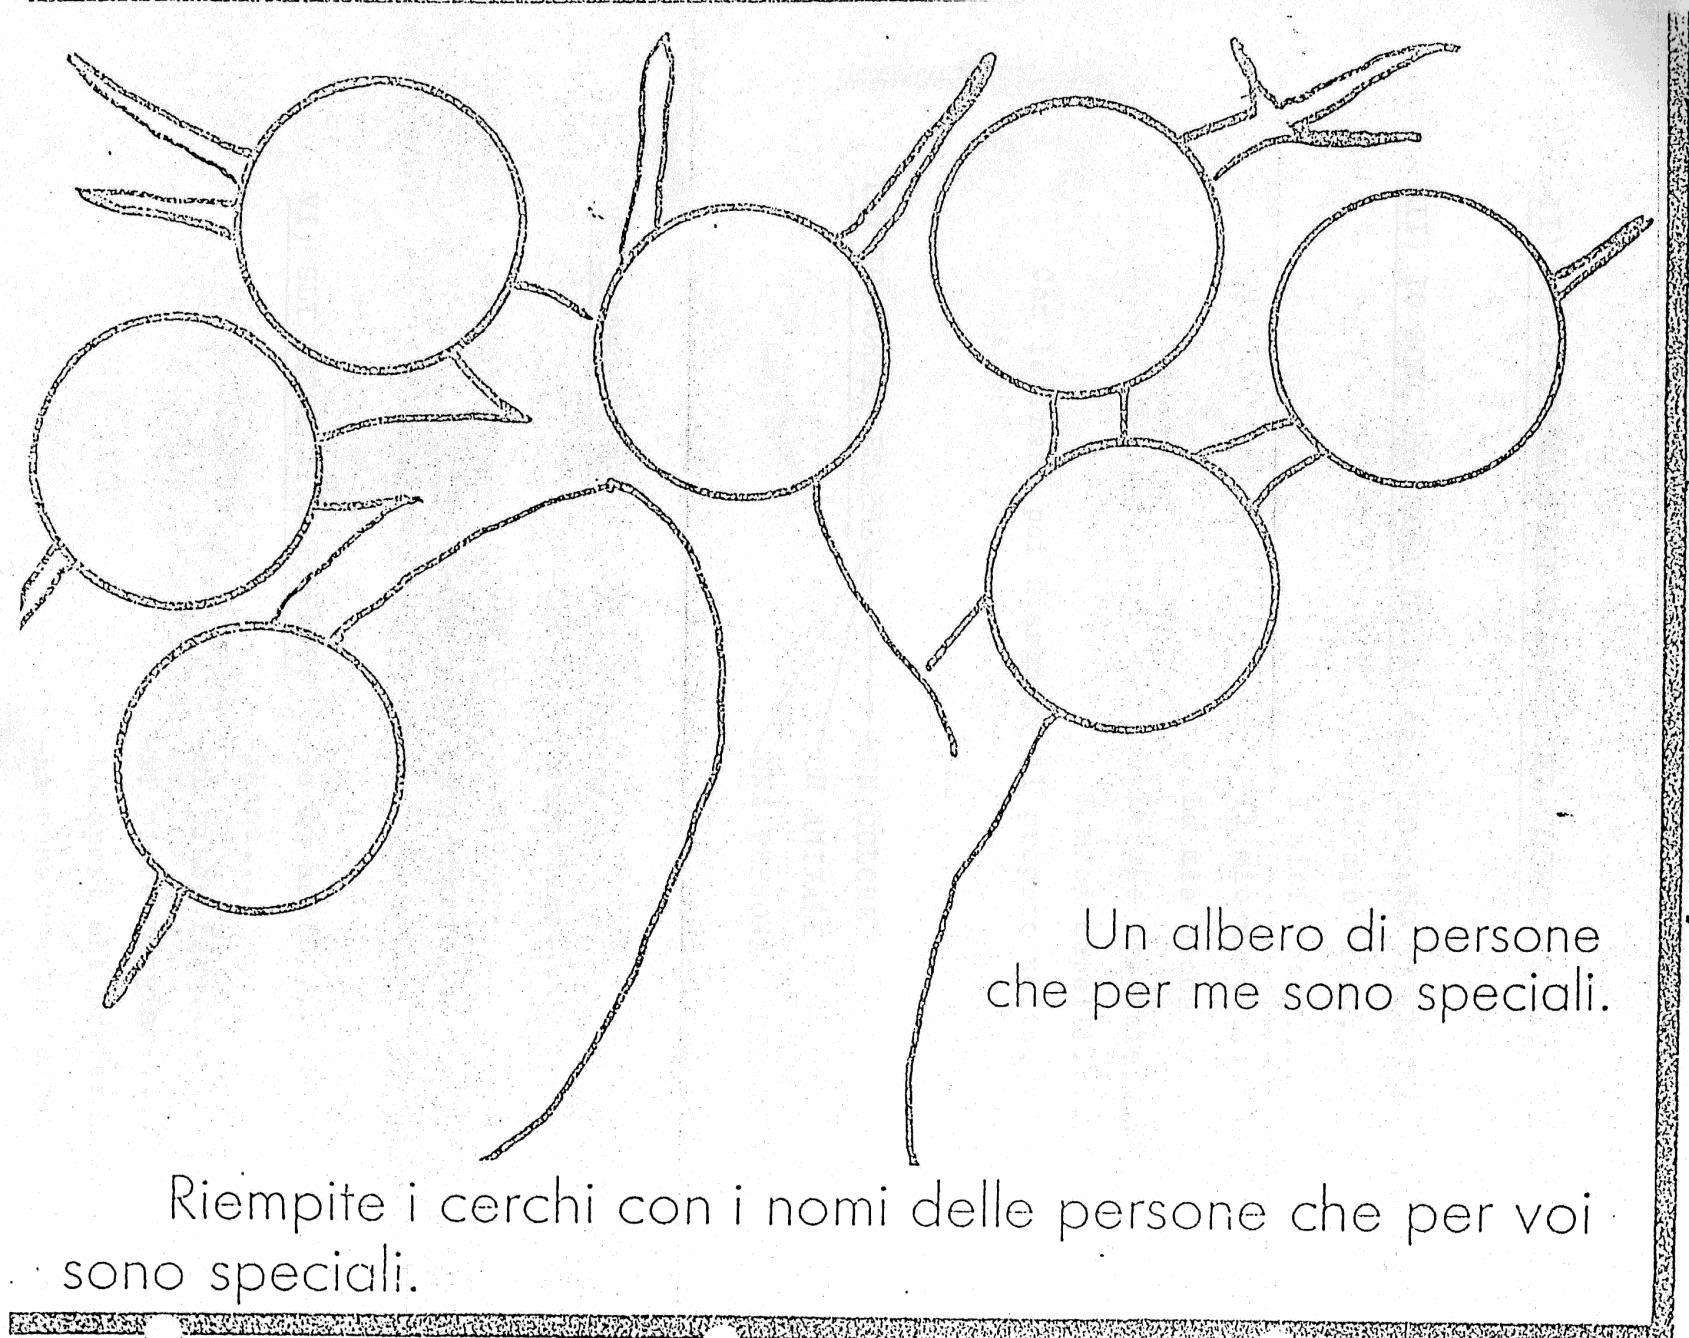 Un albero di persone
che per me sono speciali.
Riempite i cerchi con i nomi delle persone che per voi
sono speciali.